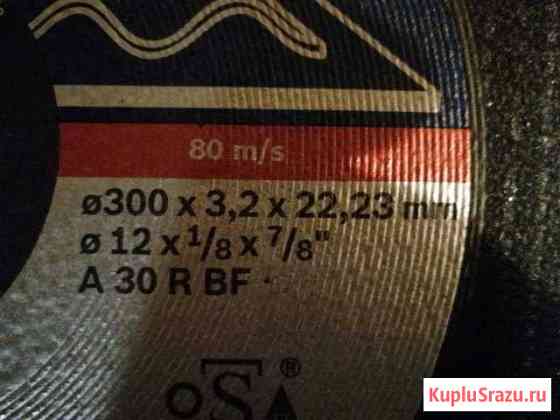 80 m/s
ø300 x 3,2 x 22,23 mm
ø 12 x 1/8 x 7/8"
A 30 R BF
oSA ®
KupluSrazu.ru